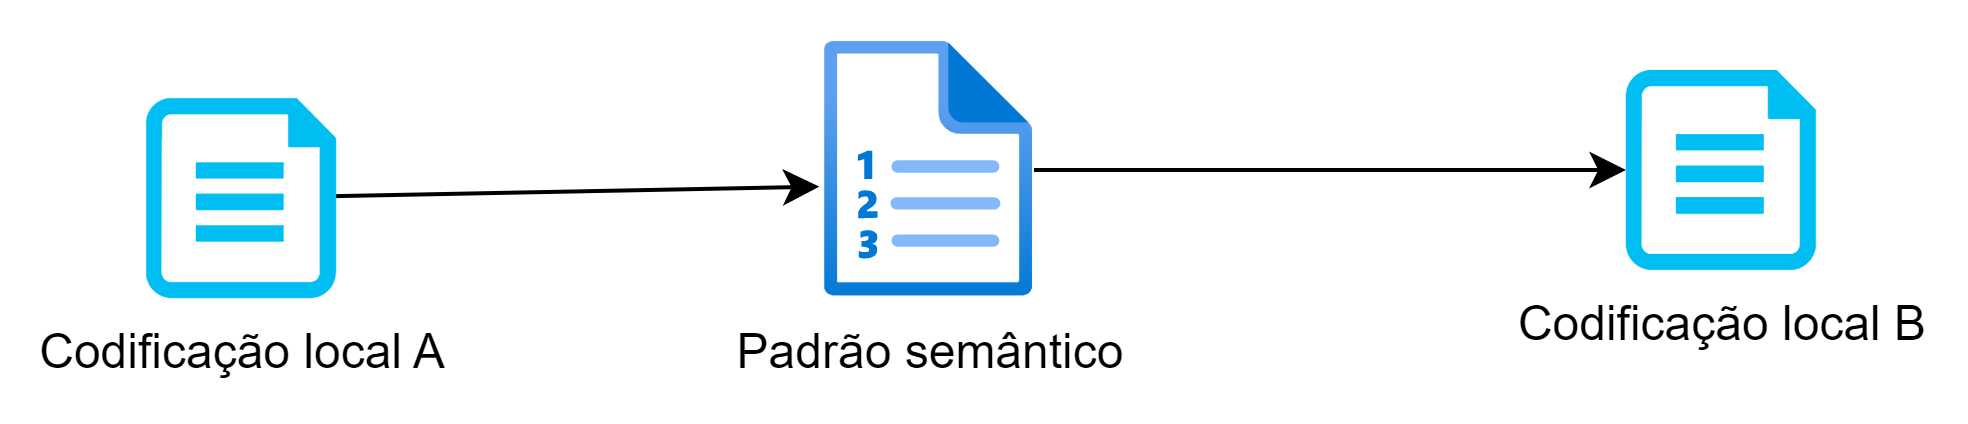 1
2
3
Codificação local A
Padrão semântico
Codificação local B